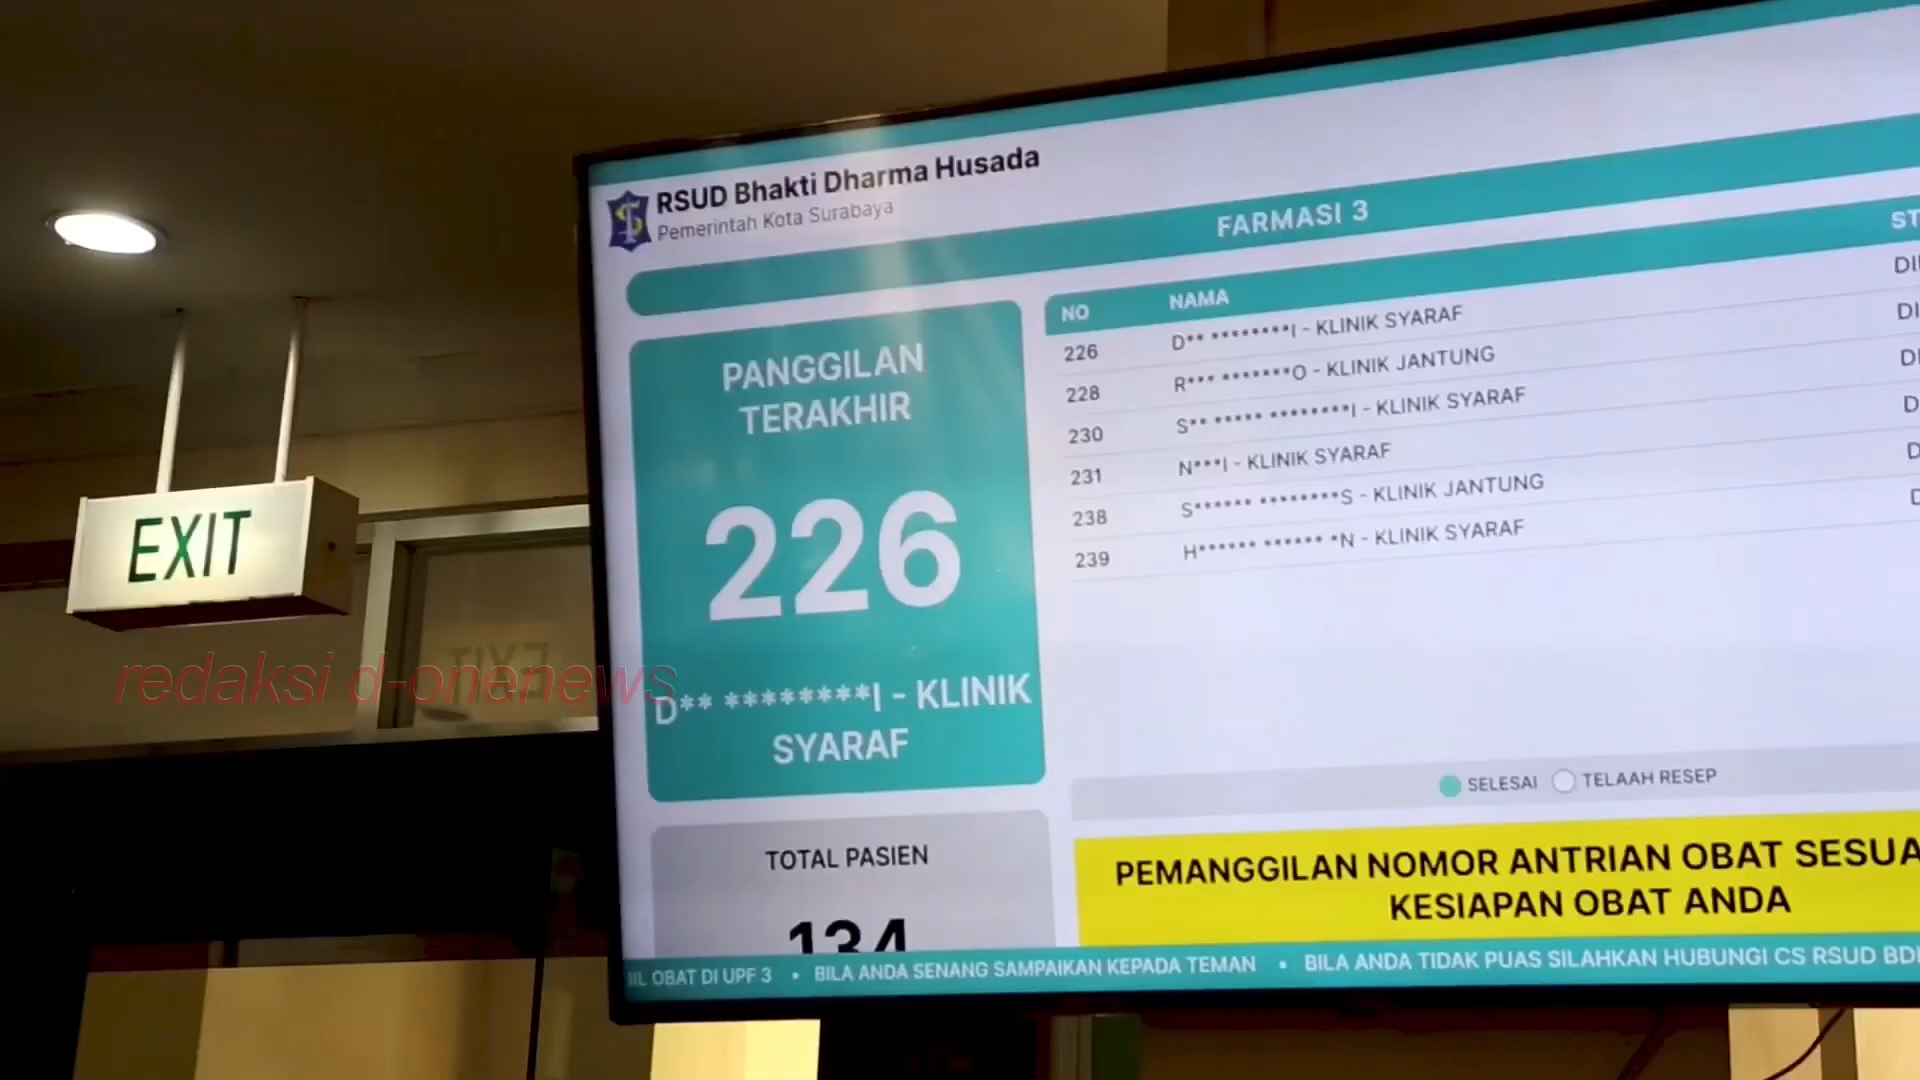 RSUD Bhakti Dharma Husada
Pemerintah Kota Surabaya
FARMASI 3
PANGGILAN
TERAKHIR
226
D** ********I - KLINIK
SYARAF
NO NAMA
226 D** ********I - KLINIK SYARAF
228 R*** *******O - KLINIK JANTUNG
230 S** ***** ********I - KLINIK SYARAF
231 N***I - KLINIK SYARAF
238 S****** ********S - KLINIK JANTUNG
239 H****** ****** *N - KLINIK SYARAF
SELESAI TELAAH RESEP
TOTAL PASIEN
134
PEMANGGILAN NOMOR ANTRIAN OBAT
KESIAPAN OBAT ANDA
OBAT DI UPF 3 • BILA ANDA SENANG SAMPAIKAN KEPADA TEMAN • BILA ANDA TIDAK PUAS SILAHKAN HUBUNGI CS RSUD
EXIT
EXIT
redaksi d-onenews